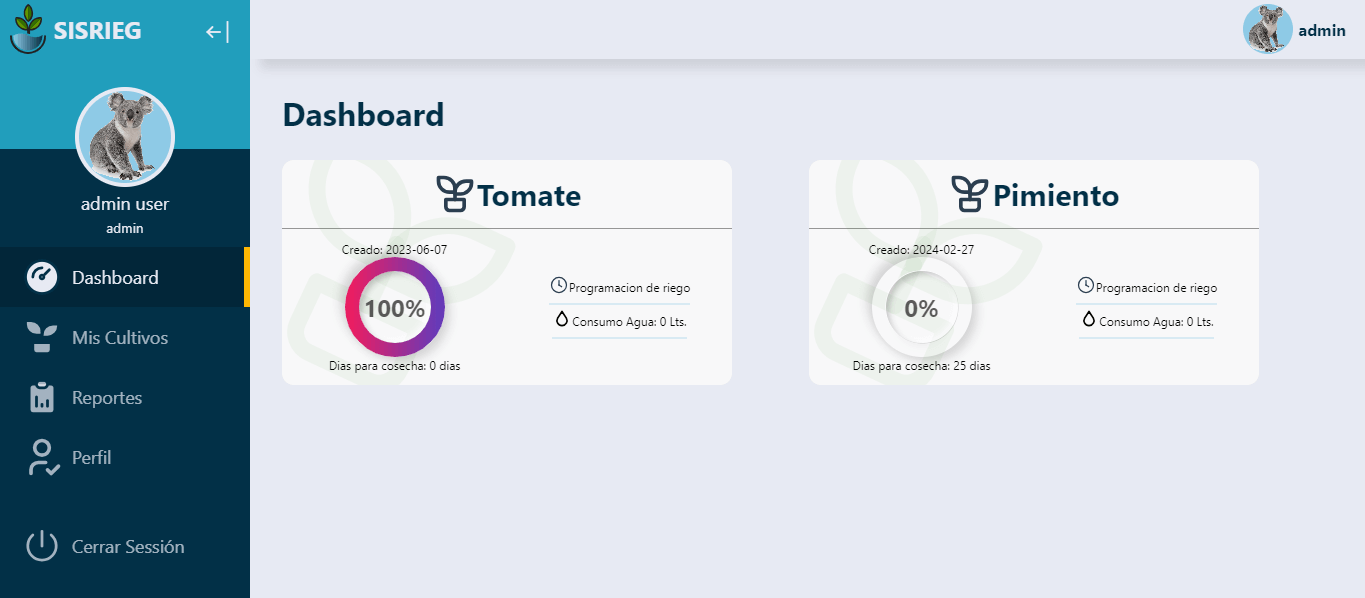 SISRIEG
admin
admin user
admin
Dashboard
Mis Cultivos
Reportes
Perfil
Cerrar Sessión
Dashboard
Tomate
Creado: 2023-06-07
100%
Dias para cosecha: 0 dias
Programacion de riego
Consumo Agua: 0 Lts.
Pimiento
Creado: 2024-02-27
0%
Dias para cosecha: 25 dias
Programacion de riego
Consumo Agua: 0 Lts.